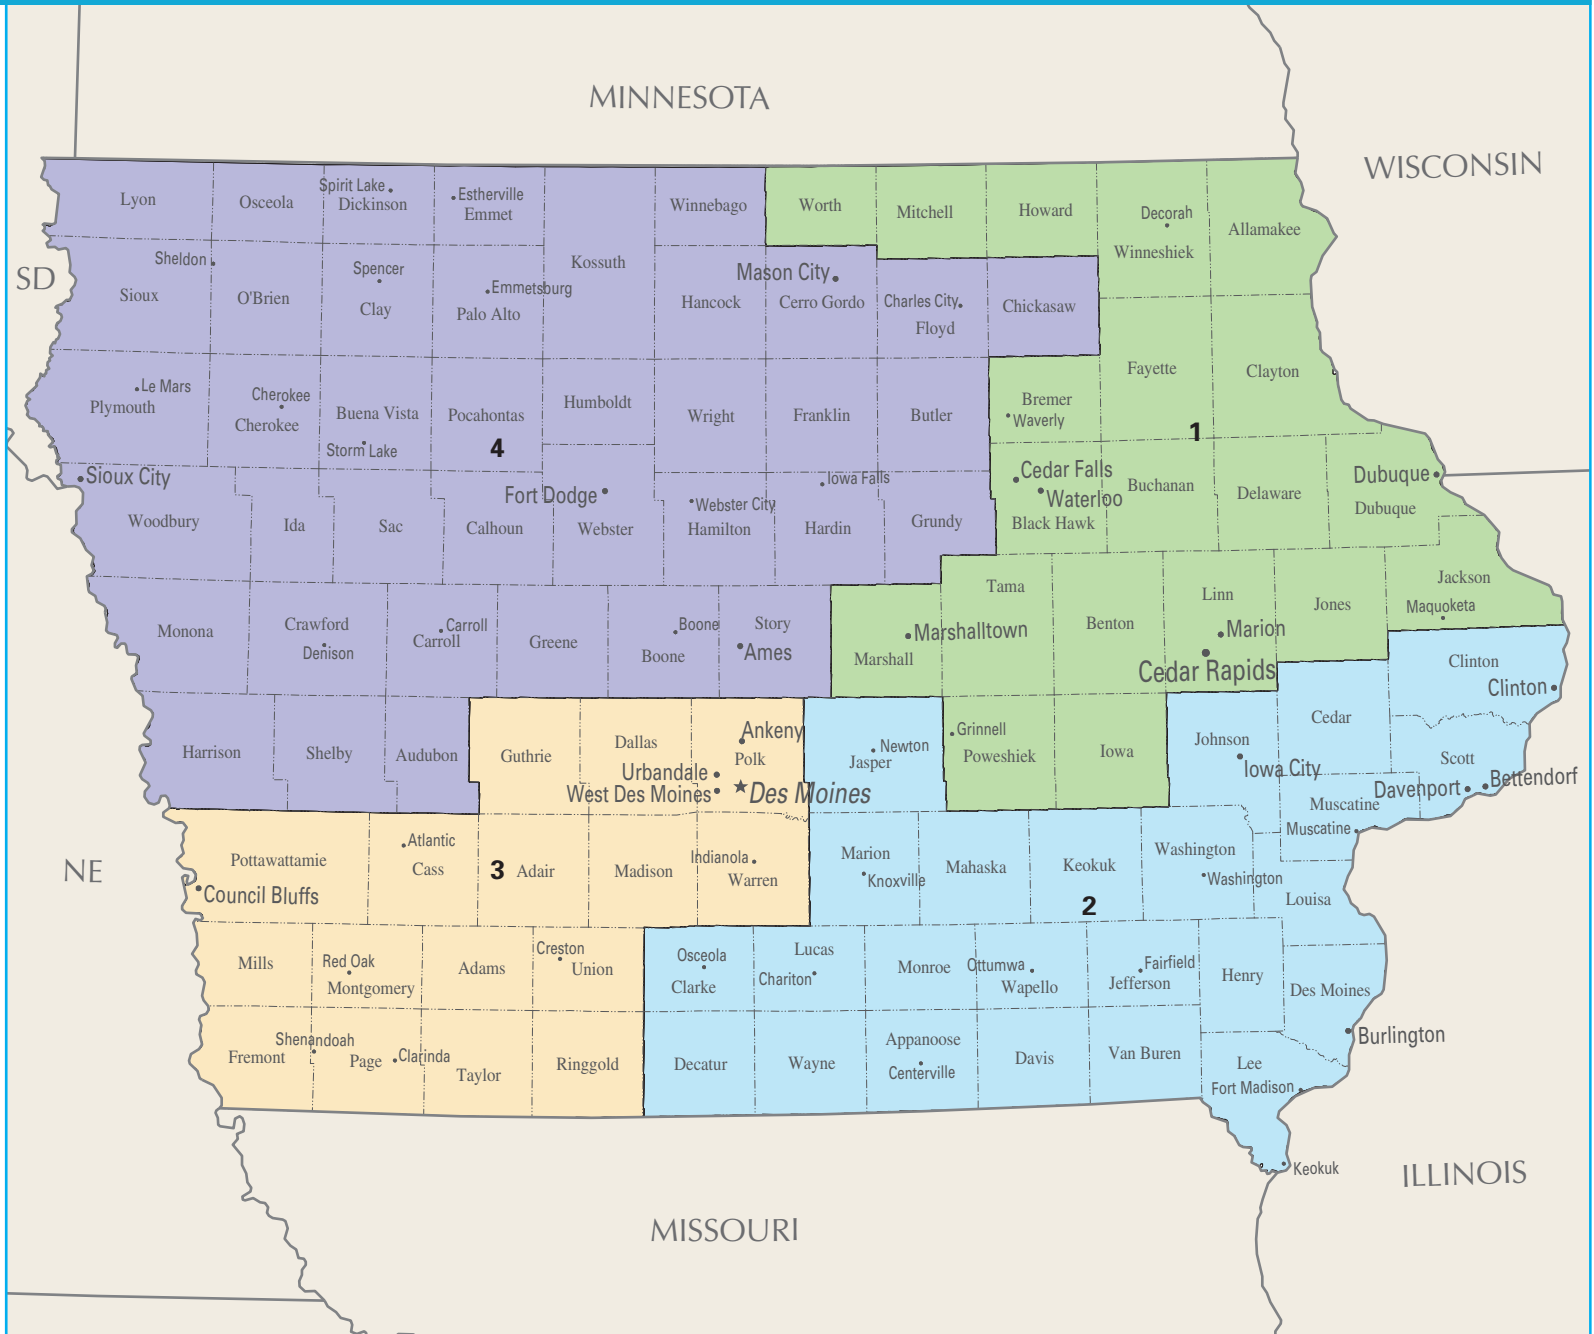 MINNESOTA
WISCONSIN
SD
NE
MISSOURI
ILLINOIS
Lyon
Osceola
Spirit Lake
Dickinson
Estherville
Emmet
Winnebago
Worth
Mitchell
Howard
Decorah
Winneshiek
Allamakee
Sheldon
Sioux
O'Brien
Spencer
Clay
Emmetsburg
Palo Alto
Kossuth
Hancock
Mason City
Cerro Gordo
Charles City
Floyd
Chickasaw
Le Mars
Plymouth
Cherokee
Cherokee
Buena Vista
Storm Lake
Pocahontas
4
Humboldt
Wright
Franklin
Butler
Bremer
Waverly
Fayette
1
Clayton
Sioux City
Woodbury
Ida
Sac
Calhoun
Fort Dodge
Webster
Webster City
Hamilton
Iowa Falls
Hardin
Grundy
Cedar Falls
Waterloo
Black Hawk
Buchanan
Delaware
Dubuque
Dubuque
Monona
Crawford
Denison
Carroll
Carroll
Greene
Boone
Boone
Story
Ames
Marshalltown
Marshall
Tama
Benton
Linn
Marion
Cedar Rapids
Jones
Jackson
Maquoketa
Clinton
Clinton
Harrison
Shelby
Audubon
Guthrie
Dallas
Urbandale
West Des Moines
Ankeny
Polk
Des Moines
Newton
Jasper
Grinnell
Poweshiek
Iowa
Johnson
Iowa City
Cedar
Scott
Davenport
Bettendorf
Muscatine
Muscatine
Pottawattamie
Council Bluffs
Atlantic
Cass
3
Adair
Madison
Indianola
Warren
Marion
Knoxville
Mahaska
Keokuk
2
Washington
Washington
Louisa
Mills
Red Oak
Montgomery
Adams
Creston
Union
Osceola
Clarke
Lucas
Chariton
Monroe
Ottumwa
Wapello
Fairfield
Jefferson
Henry
Des Moines
Burlington
Fremont
Shenandoah
Page
Clarinda
Taylor
Ringgold
Decatur
Wayne
Appanoose
Centerville
Davis
Van Buren
Lee
Fort Madison
Keokuk